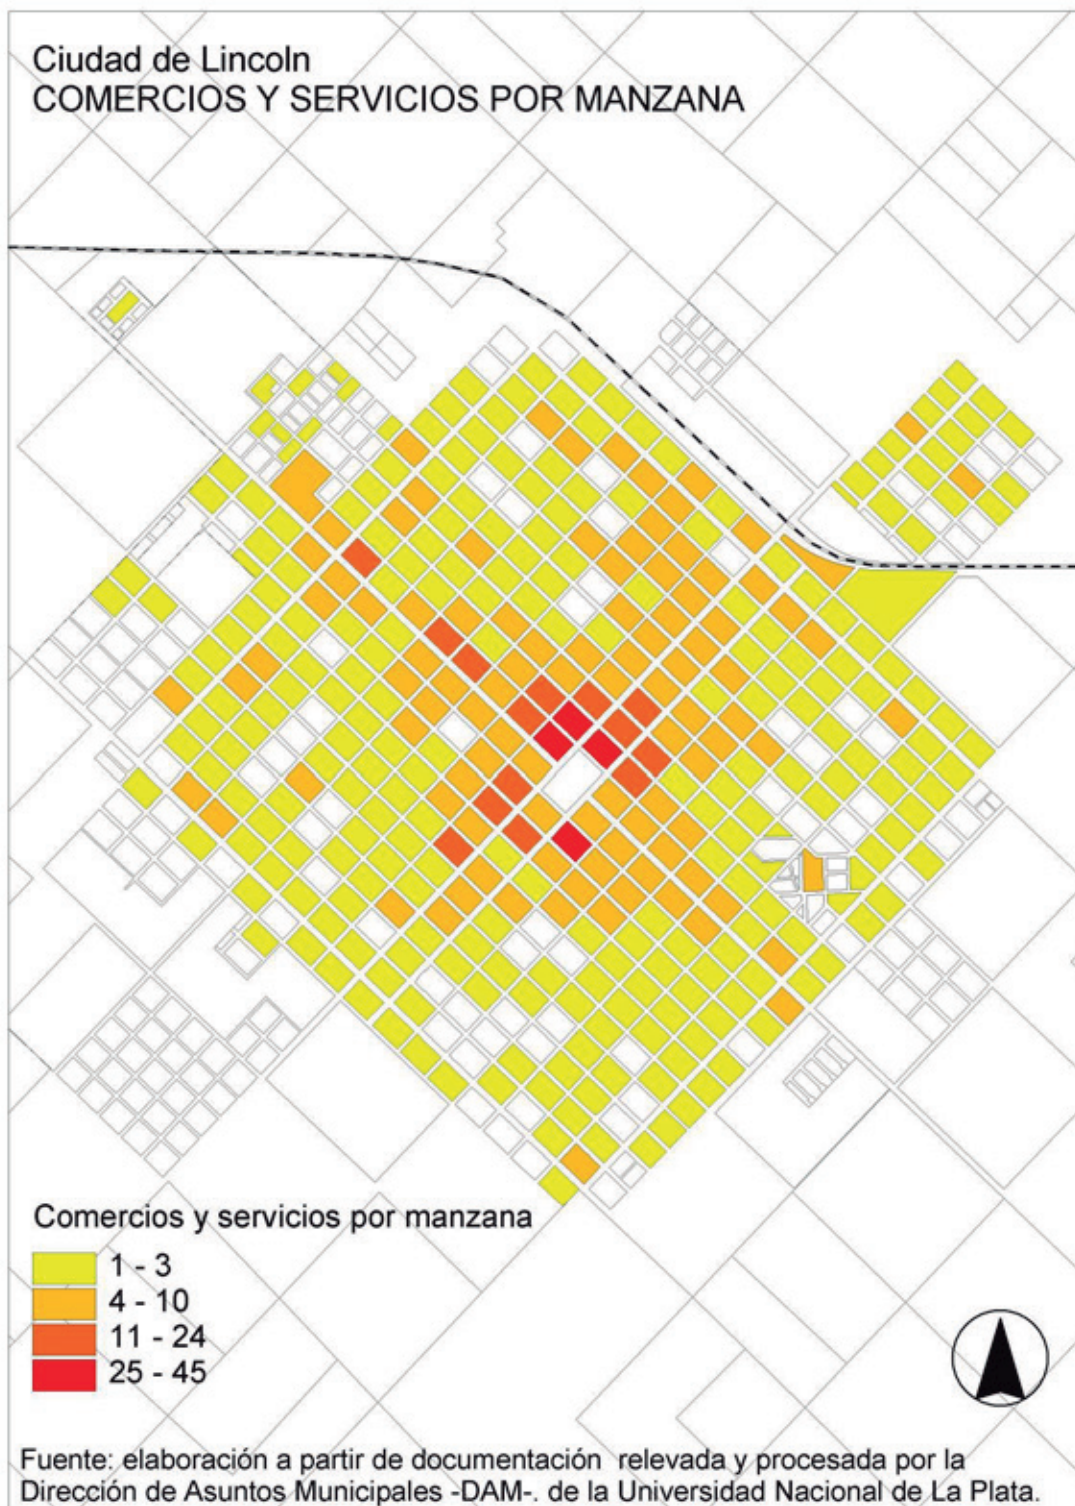 Ciudad de Lincoln
COMERCIOS Y SERVICIOS POR MANZANA
Comercios y servicios por manzana
1 - 3
4 - 10
11 - 24
25 - 45
Fuente: elaboración a partir de documentación relevada y procesada por la
Dirección de Asuntos Municipales -DAM-. de la Universidad Nacional de La Plata.